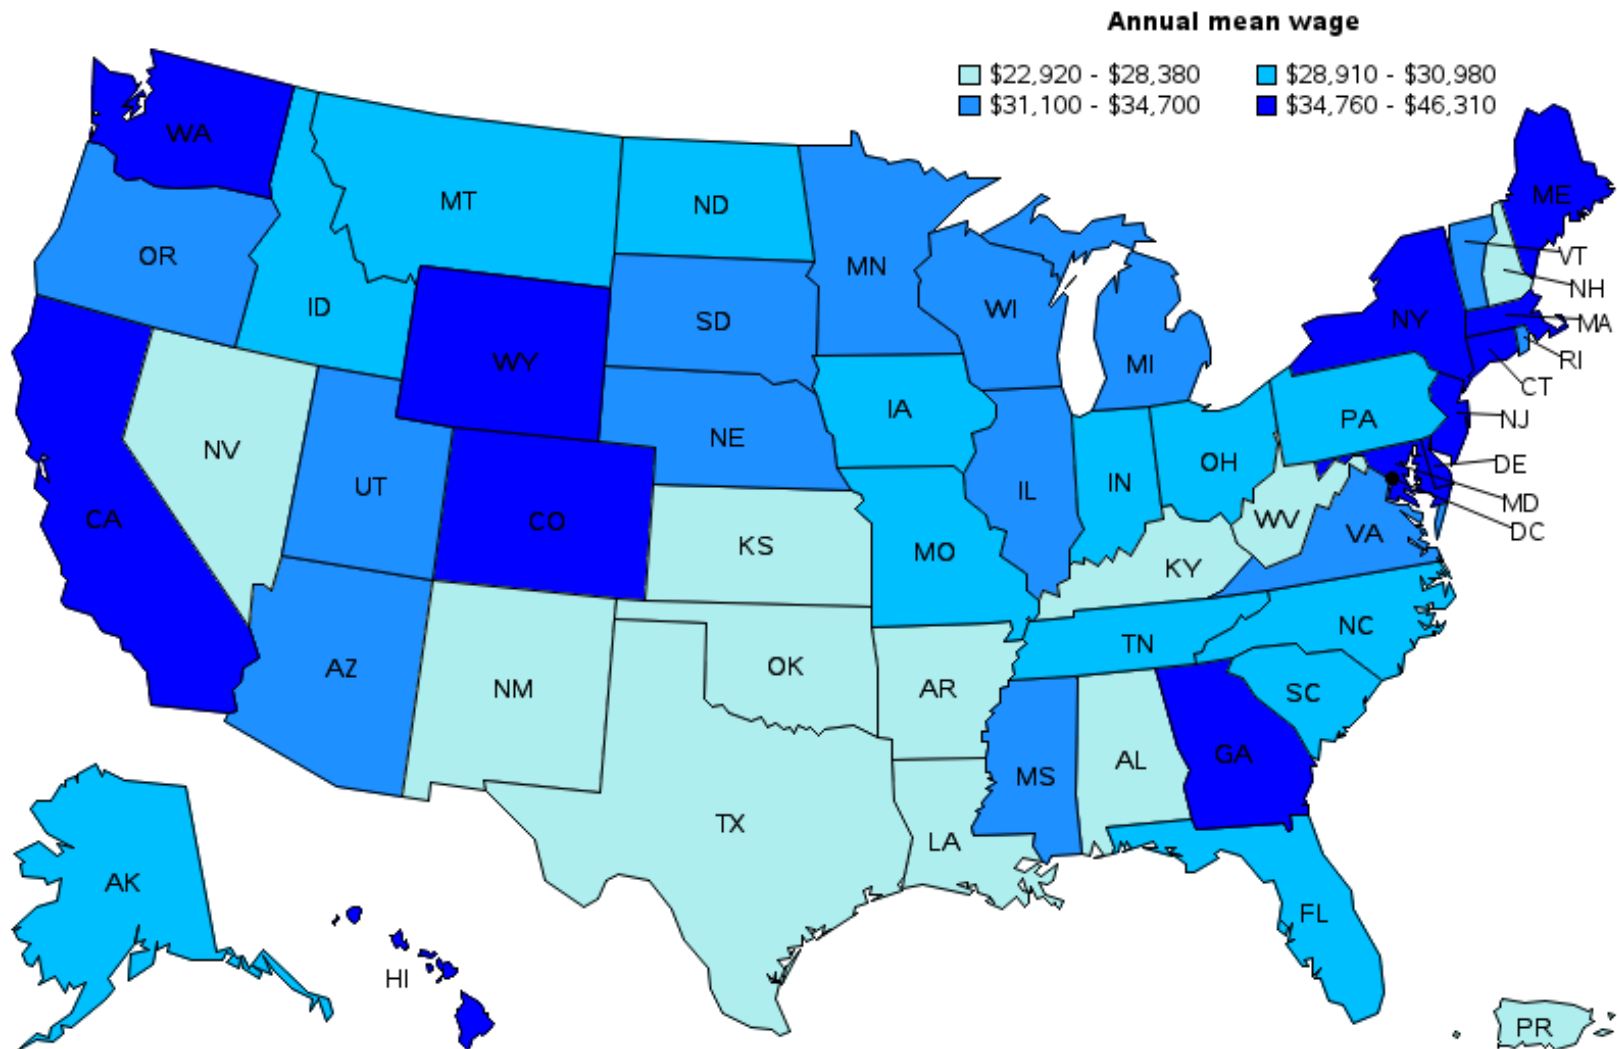 Annual mean wage
$22,920 - $28,380
$28,910 - $30,980
$31,100 - $34,700
$34,760 - $46,310
WA
ME
MT
ND
OR
MN
VT
ID
NH
SD
WI
NY
MA
WY
MI
RI
CT
IA
PA
NJ
NE
NV
OH
DE
UT
IN
IL
MD
CA
CO
WV
DC
KS
MO
VA
KY
NC
TN
AZ
OK
NM
AR
SC
GA
AL
MS
TX
LA
AK
FL
HI
PR